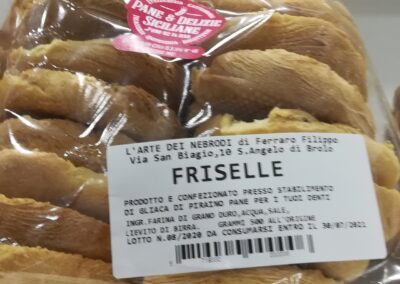 PANE & DELIZIE
SICILIANE
L'ARTE DEI NEBRODI di Ferraro Filippo
Via San Biagio,10 S.Angelo di Brolo
FRISELLE
PRODOTTO E CONFEZIONATO PRESSO STABILIMENTO
DI GLIACA DI PIRAINO PANE PER I TUOI DENTI
INGR.FARINA DI GRANO DURO,ACQUA,SALE,
LIEVITO DI BIRRA. GRAMMI 500 ALL'ORIGINE
LOTTO N.08/2020 DA CONSUMARSI ENTRO IL 30/07/2021